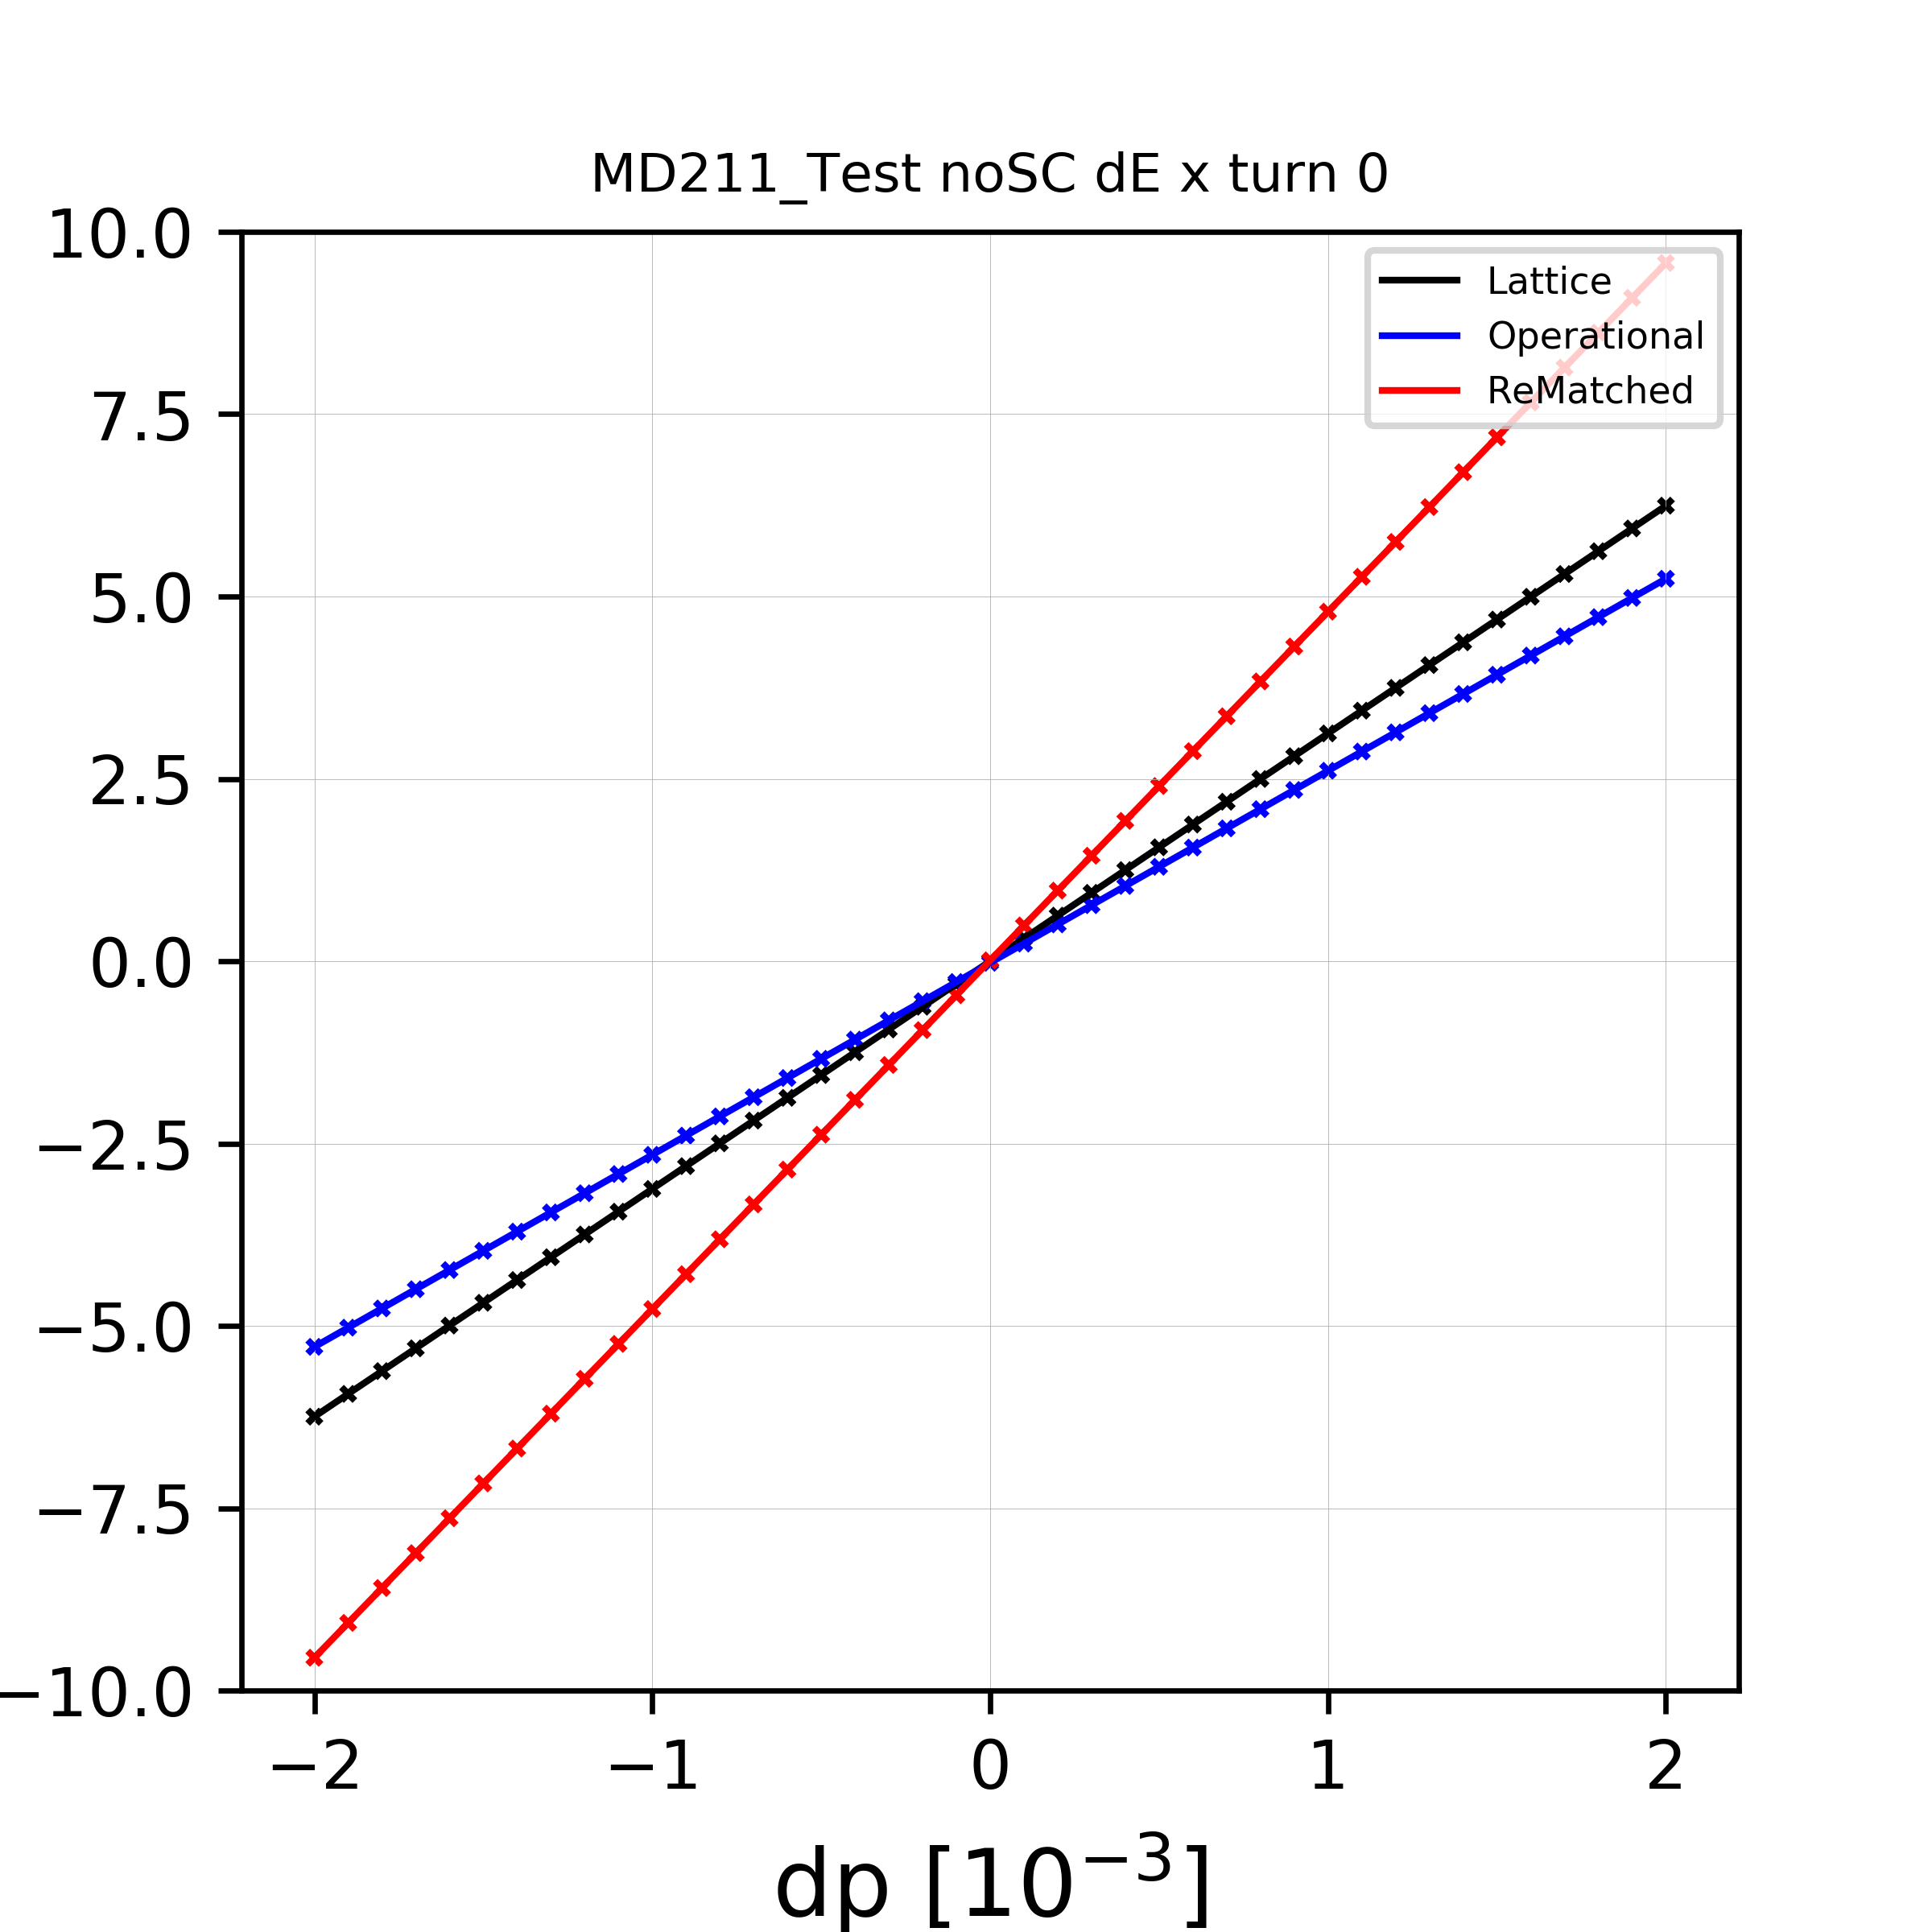 MD211_Test noSC dE x turn 0
10.0
7.5
5.0
2.5
0.0
−2.5
−5.0
−7.5
−10.0
Lattice
Operational
ReMatched
−2 −1 0 1 2
dp [10⁻³]